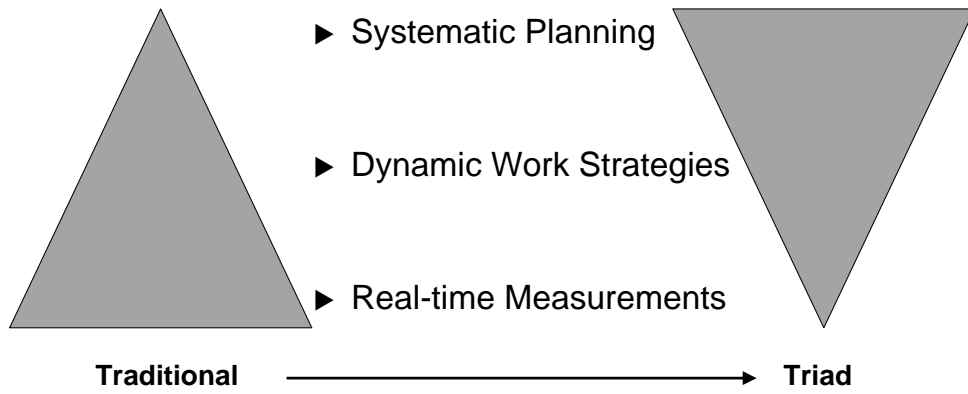 Systematic Planning
Dynamic Work Strategies
Real-time Measurements
Traditional
Triad